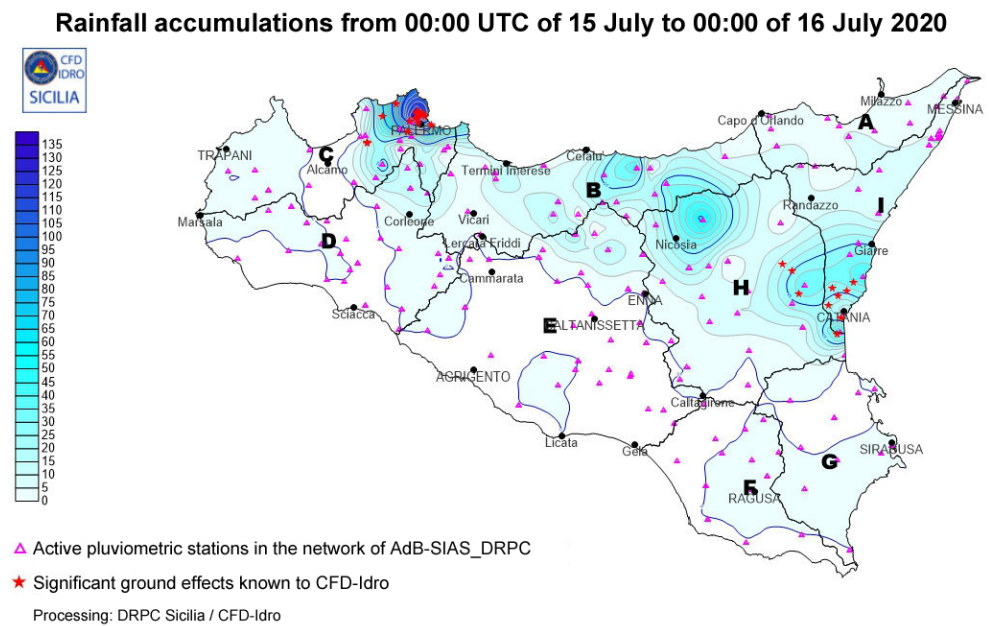 Rainfall accumulations from 00:00 UTC of 15 July to 00:00 of 16 July 2020
CFD
IDRO
SICILIA
135
130
125
120
115
110
105
100
95
90
85
80
75
70
65
60
55
50
45
40
35
30
25
20
15
10
5
0
Milazzo
MESSINA
Capo d'Orlando
A
PALERMO
TRAPANI
C
Alcamo
Cefalu
Termini Imerese
B
Randazzo
I
Marsala
Corleone
Vicari
D
Lercara Friddi
Nicosia
Giarre
Cammarata
H
ENNA
Sciacca
E
CALTANISSETTA
CATANIA
AGRIGENTO
Caltagirone
Licata
Gela
SIRACUSA
G
F
RAGUSA
Active pluviometric stations in the network of AdB-SIAS_DRPC
Significant ground effects known to CFD-Idro
Processing: DRPC Sicilia / CFD-Idro